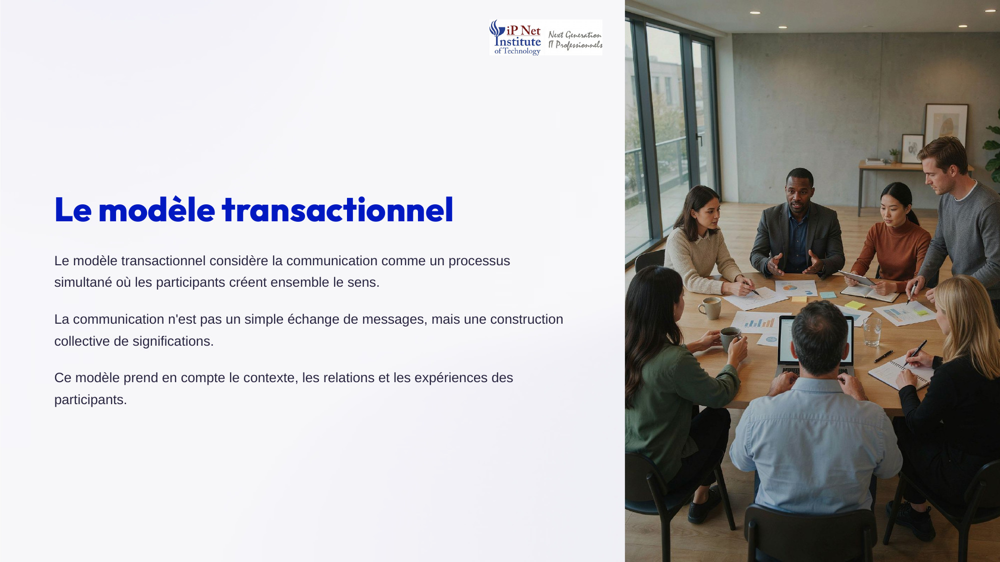 iP Net
Institute
of Technology
Next Generation
IT Professionnels
Le modèle transactionnel
Le modèle transactionnel considère la communication comme un processus
simultané où les participants créent ensemble le sens.
La communication n'est pas un simple échange de messages, mais une construction
collective de significations.
Ce modèle prend en compte le contexte, les relations et les expériences des
participants.